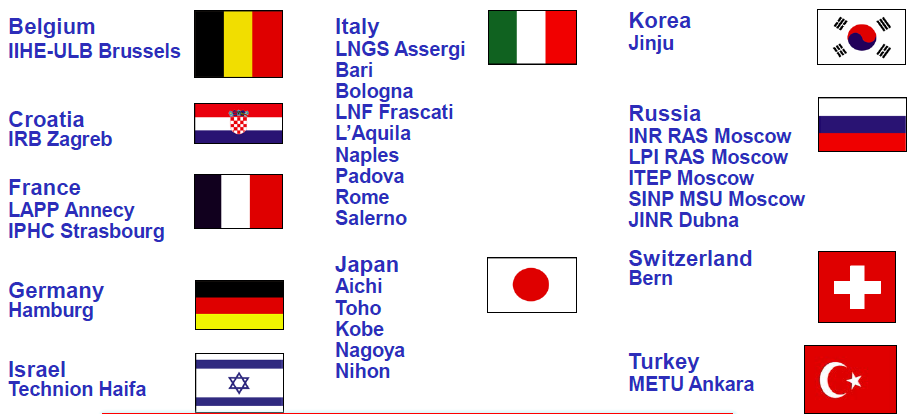 Belgium
IIHE-ULB Brussels
Croatia
IRB Zagreb
France
LAPP Annecy
IPHC Strasbourg
Germany
Hamburg
Israel
Technion Haifa
Italy
LNGS Assergi
Bari
Bologna
LNF Frascati
L'Aquila
Naples
Padova
Rome
Salerno
Japan
Aichi
Toho
Kobe
Nagoya
Nihon
Korea
Jinju
Russia
INR RAS Moscow
LPI RAS Moscow
ITEP Moscow
SINP MSU Moscow
JINR Dubna
Switzerland
Bern
Turkey
METU Ankara